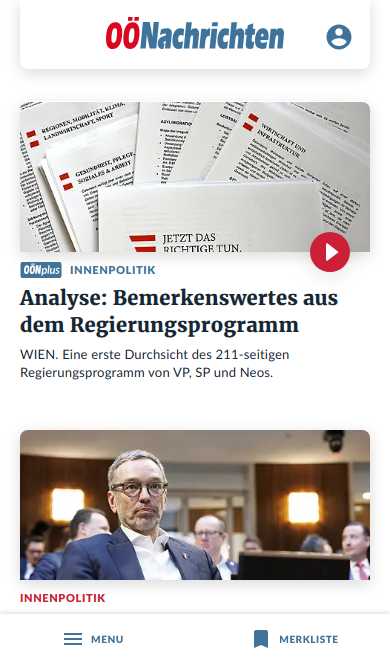 OÖNachrichten
REGIONEN, MOBILITÄT, KLIMA,
LANDWIRTSCHAFT, SPORT
GESUNDHEIT, PFLEGE,
SOZIALES & ARBEIT
WIRTSCHAFT UND
INFRASTRUKTUR
JETZT DAS
RICHTIGE TUN.
OÖNplus INNENPOLITIK
Analyse: Bemerkenswertes aus
dem Regierungsprogramm
WIEN. Eine erste Durchsicht des 211-seitigen
Regierungsprogramm von VP, SP und Neos.
INNENPOLITIK
MENU
MERKLISTE